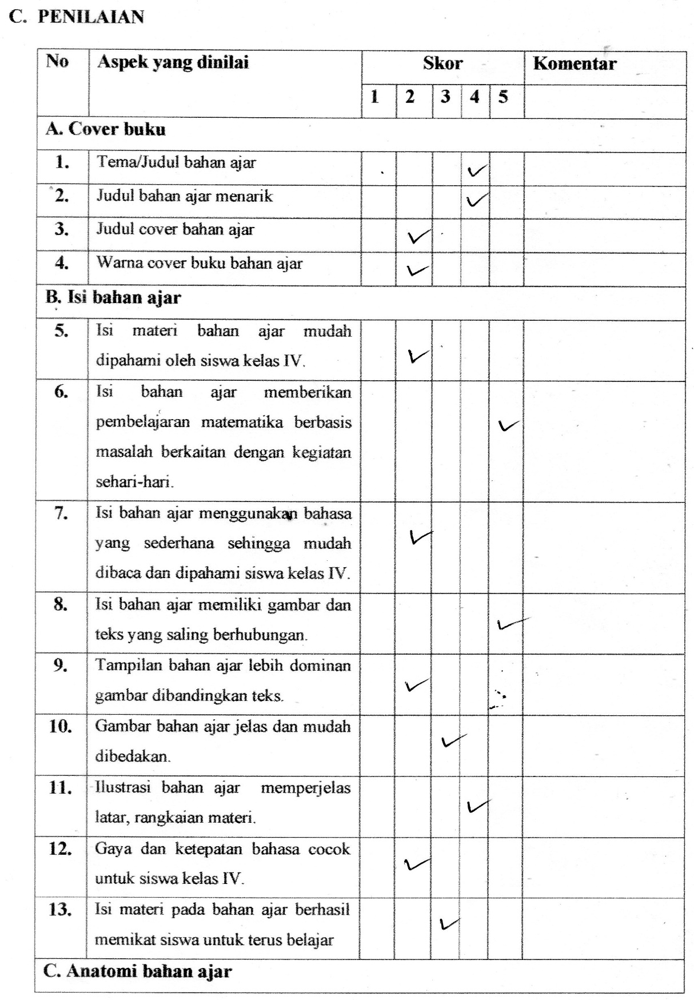 C. PENILAIAN
No Aspek yang dinilai Skor Komentar
1 2 3 4 5
A. Cover buku
1. Tema/Judul bahan ajar ✓
2. Judul bahan ajar menarik ✓
3. Judul cover bahan ajar ✓
4. Warna cover buku bahan ajar ✓
B. Isi bahan ajar
5. Isi materi bahan ajar mudah
dipahami oleh siswa kelas IV. ✓
6. Isi bahan ajar memberikan
pembelajaran matematika berbasis ✓
masalah berkaitan dengan kegiatan
sehari-hari.
7. Isi bahan ajar menggunakan bahasa
yang sederhana sehingga mudah ✓
dibaca dan dipahami siswa kelas IV.
8. Isi bahan ajar memiliki gambar dan
teks yang saling berhubungan. ✓
9. Tampilan bahan ajar lebih dominan
gambar dibandingkan teks. ✓
10. Gambar bahan ajar jelas dan mudah
dibedakan. ✓
11. Ilustrasi bahan ajar memperjelas
latar, rangkaian materi. ✓
12. Gaya dan ketepatan bahasa cocok
untuk siswa kelas IV. ✓
13. Isi materi pada bahan ajar berhasil
memikat siswa untuk terus belajar ✓
C. Anatomi bahan ajar